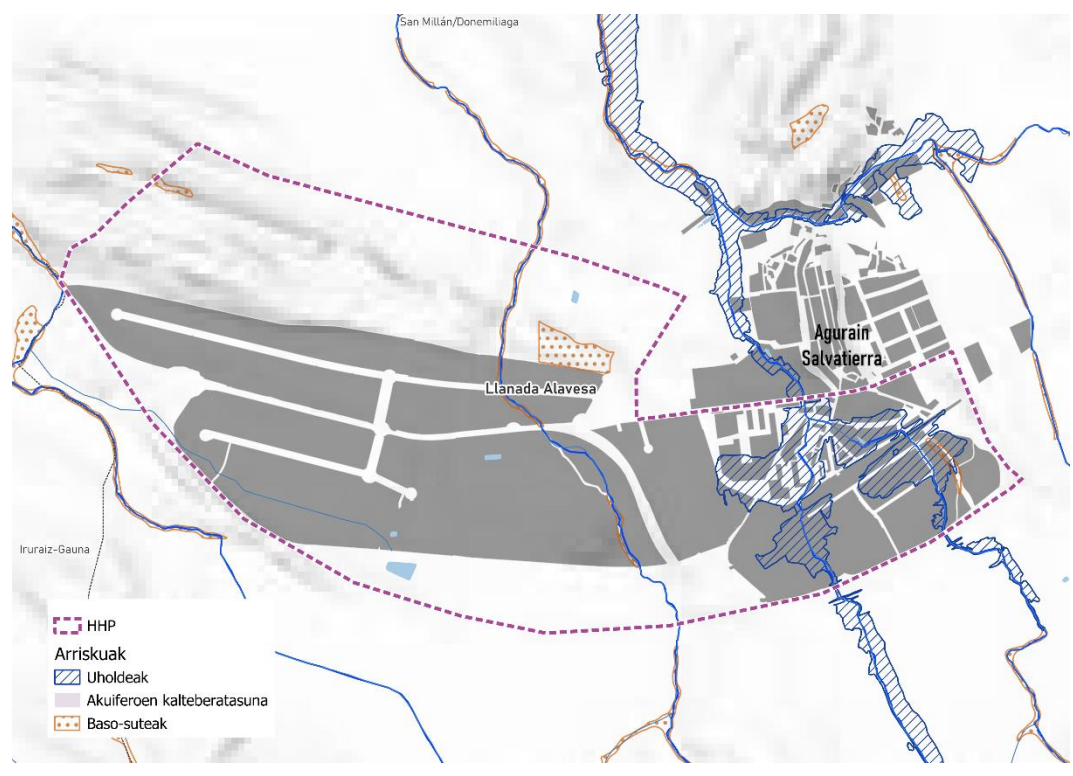 San Millán/Donemiliaga
Agurain
Salvatierra
Llanada Alavesa
Iruraiz-Gauna
HHP
Arriskuak
Uholdeak
Akuiferoen kalteberatasuna
Baso-suteak